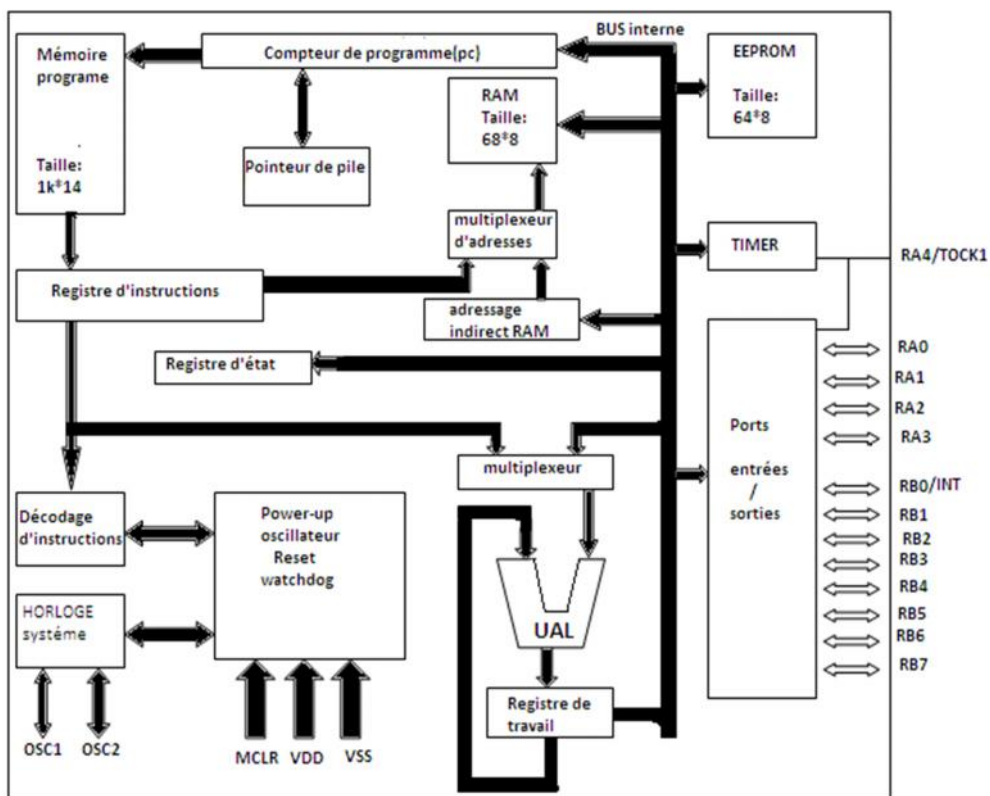 BUS interne
Mémoire
programe
Taille:
1k*14
Compteur de programme(pc)
EEPROM
Taille:
64*8
RAM
Taille:
68*8
Pointeur de pile
multiplexeur
d'adresses
TIMER
RA4/TOCK1
Registre d'instructions
adressage
indirect RAM
Registre d'état
RA0
RA1
RA2
RA3
Ports
entrées
/
sorties
RB0/INT
RB1
RB2
RB3
RB4
RB5
RB6
RB7
multiplexeur
Décodage
d'instructions
Power-up
oscillateur
Reset
watchdog
HORLOGE
systéme
UAL
Registre de
travail
OSC1
OSC2
MCLR
VDD
VSS